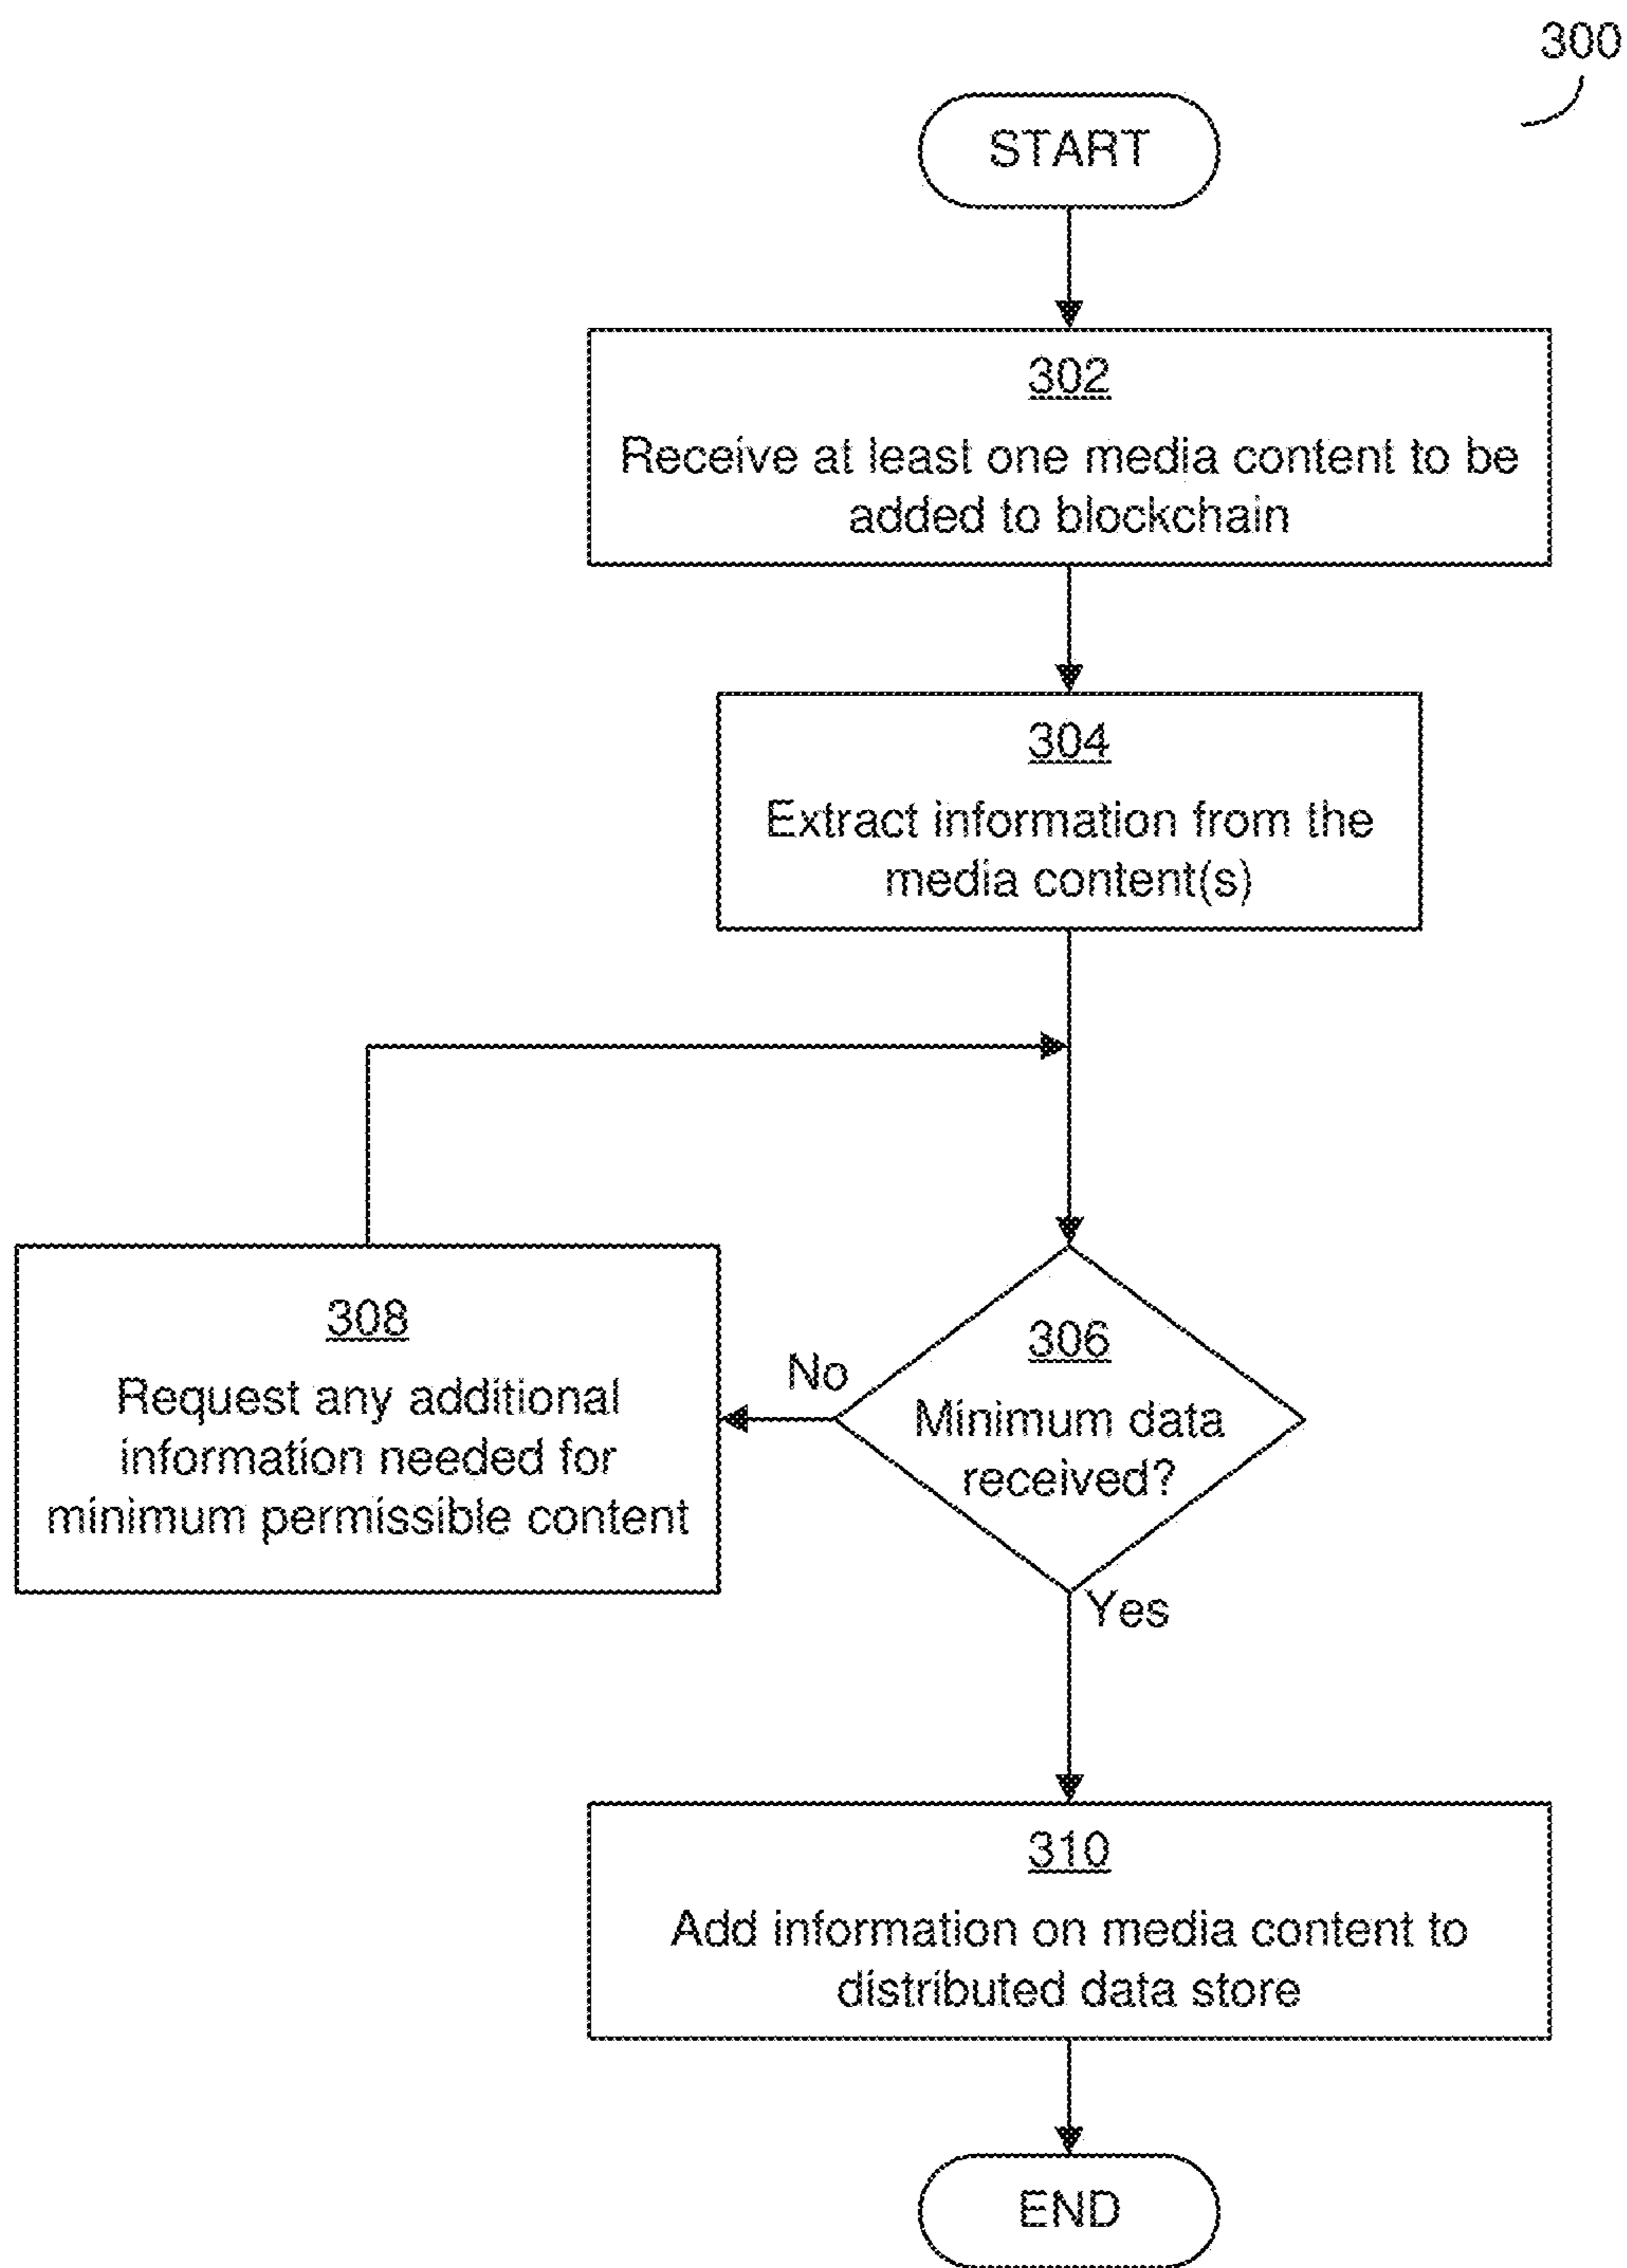 300
START
302
Receive at least one media content to be
added to blockchain
304
Extract information from the
media content(s)
306
Minimum data
received?
No
308
Request any additional
information needed for
minimum permissible content
Yes
310
Add information on media content to
distributed data store
END